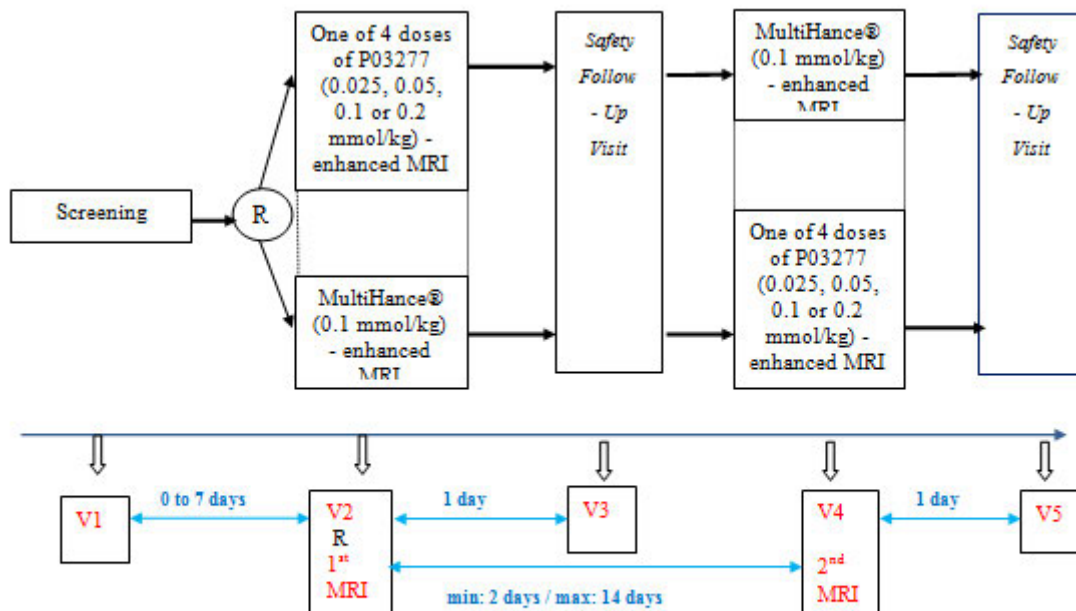 One of 4 doses
of P03277
(0.025, 0.05,
0.1 or 0.2
mmol/kg) -
enhanced MRI
Safety
Follow
- Up
Visit
MultiHance®
(0.1 mmol/kg)
- enhanced
MRI
Safety
Follow
- Up
Visit
Screening
R
MultiHance®
(0.1 mmol/kg)
- enhanced
MRI
One of 4 doses
of P03277
(0.025, 0.05,
0.1 or 0.2
mmol/kg) -
enhanced MRI
V1
0 to 7 days
V2
R
1st
MRI
1 day
V3
min: 2 days / max: 14 days
V4
2nd
MRI
1 day
V5